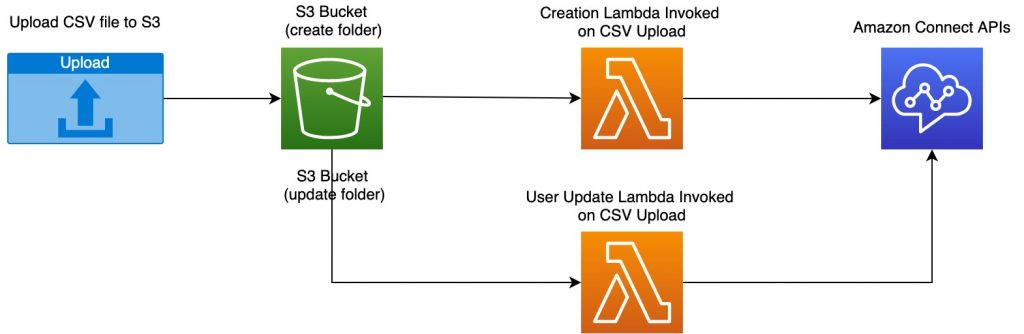 Upload CSV file to S3
Upload
S3 Bucket
(create folder)
Creation Lambda Invoked
on CSV Upload
Amazon Connect APIs
S3 Bucket
(update folder)
User Update Lambda Invoked
on CSV Upload